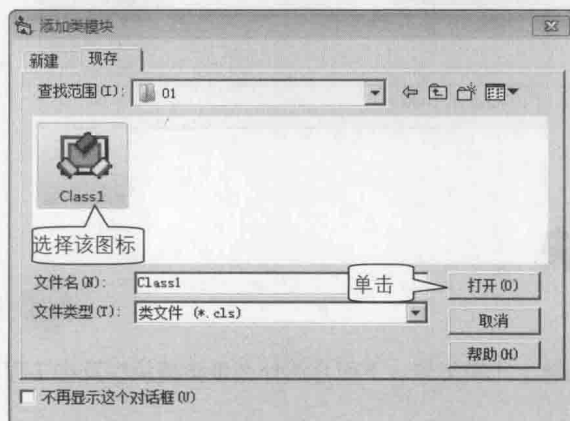 添加类模块
新建 现存
查找范围(I): 01
Class1
选择该图标
文件名(N): Class1 单击 打开(O)
文件类型(T): 类文件 (*.cls) 取消
帮助(H)
不再显示这个对话框(U)